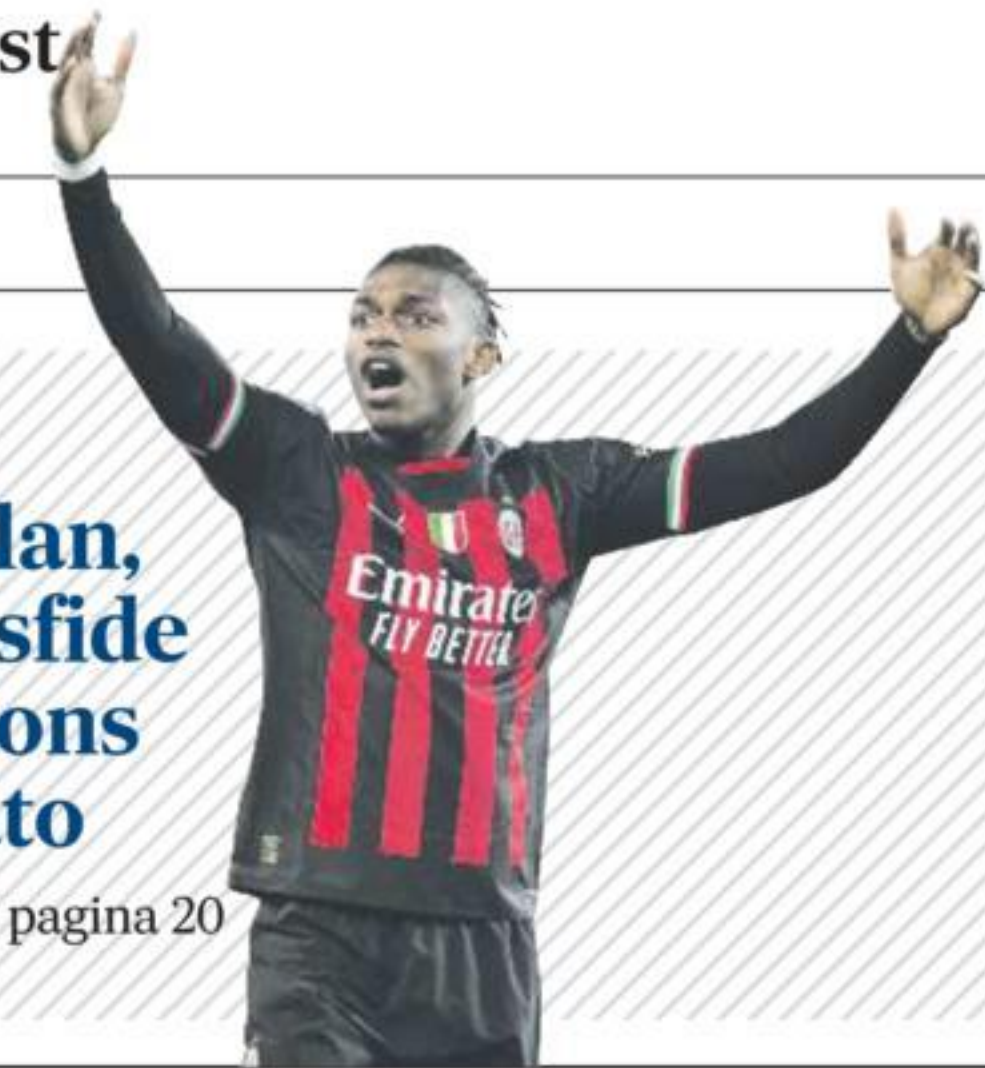 st
lan,
sfide
ons
to
pagina 20
Emirates
FLY BETTER